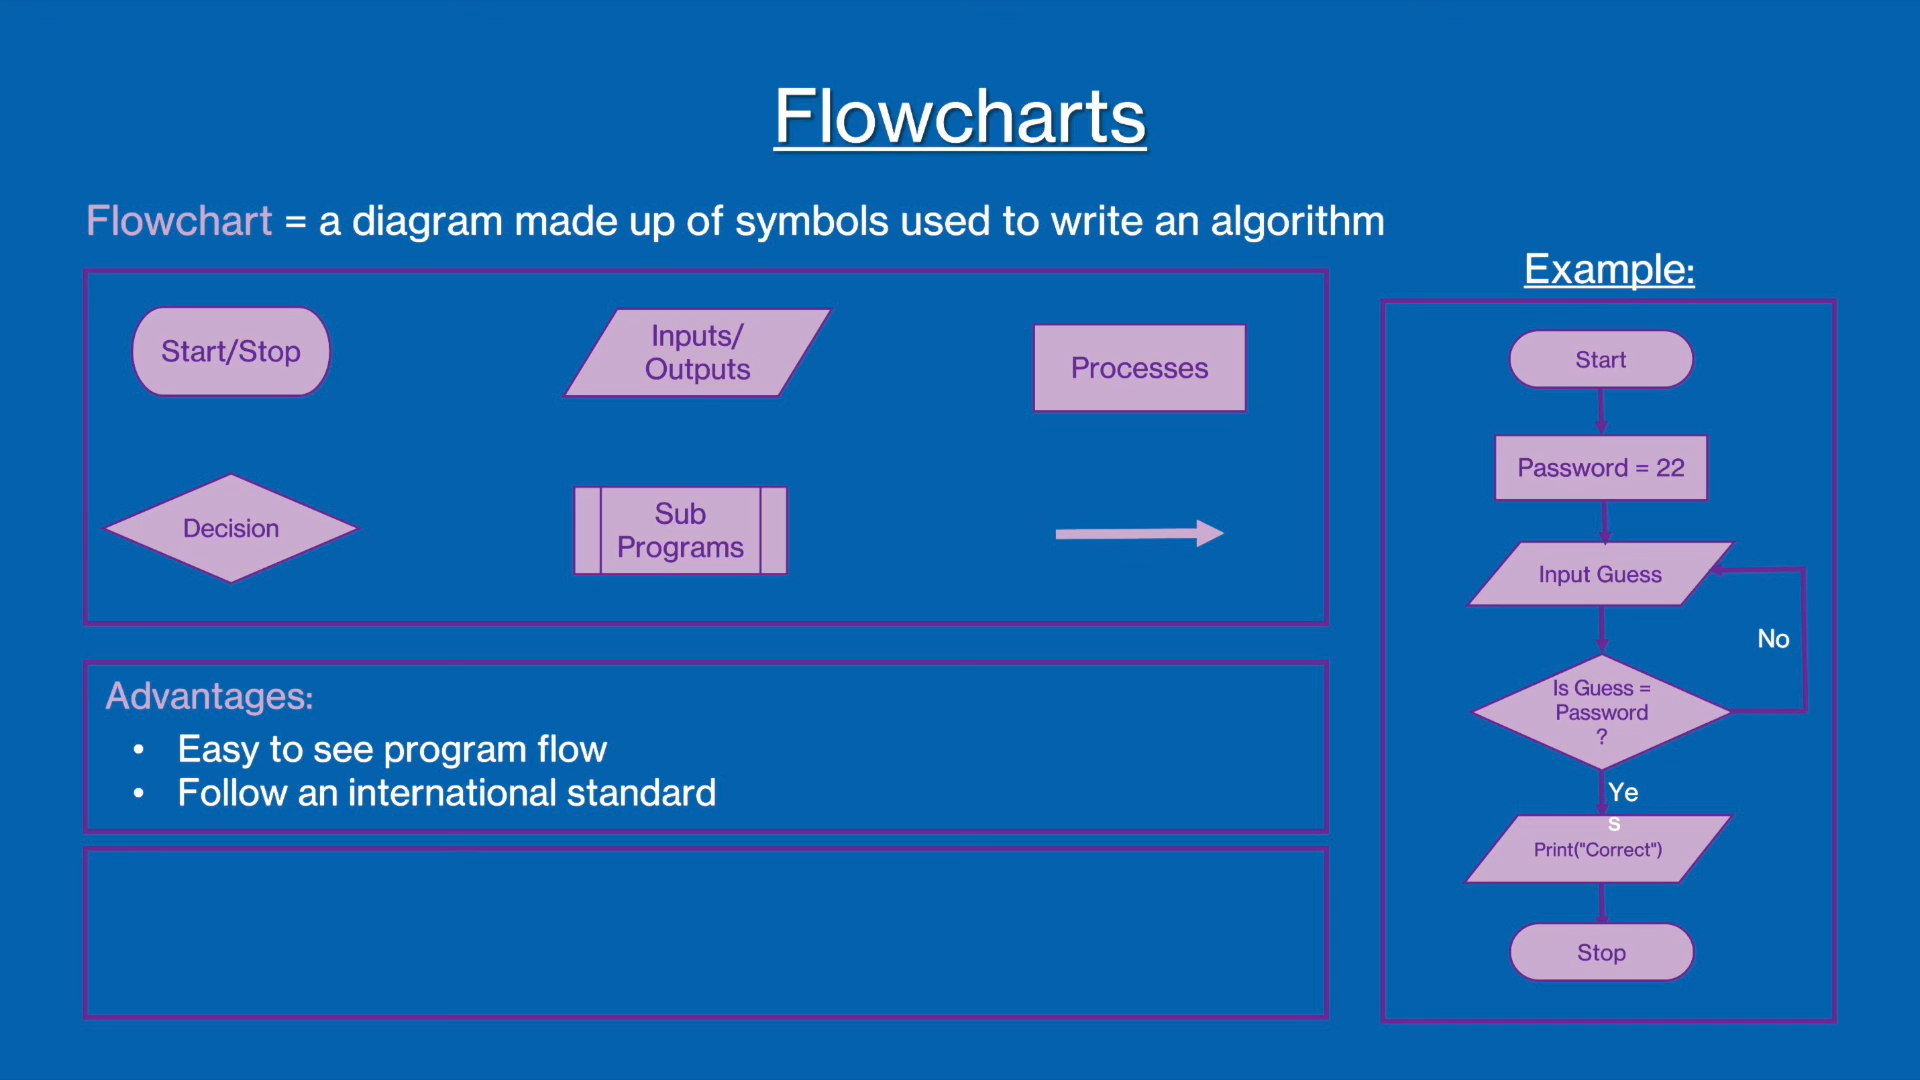 Flowcharts
Flowchart = a diagram made up of symbols used to write an algorithm
Start/Stop
Inputs/
Outputs
Processes
Decision
Sub
Programs
Advantages:
• Easy to see program flow
• Follow an international standard
Example:
Start
Password = 22
Input Guess
No
Is Guess =
Password
?
Ye
s
Print("Correct")
Stop